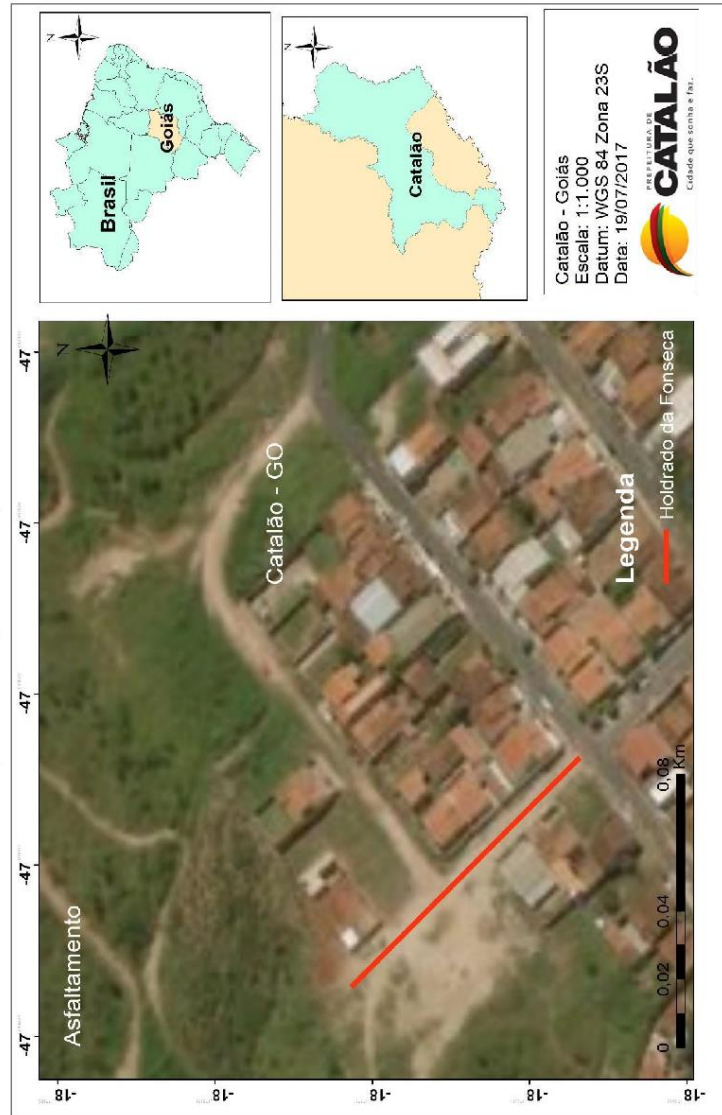 Asfaltamento
Catalão - GO
N
-47
-47
-47
-47
-47
-18
-18
-18
-18
-18
0
0,02
0,04
0,08
Km
Legenda
Holdrado da Fonseca
Brasil
Goiás
N
Catalão
N
Catalão - Goiás
Escala: 1:1.000
Datum: WGS 84 Zona 23S
Data: 19/07/2017
PREFEITURA DE
CATALÃO
Cidade que sonha e faz.